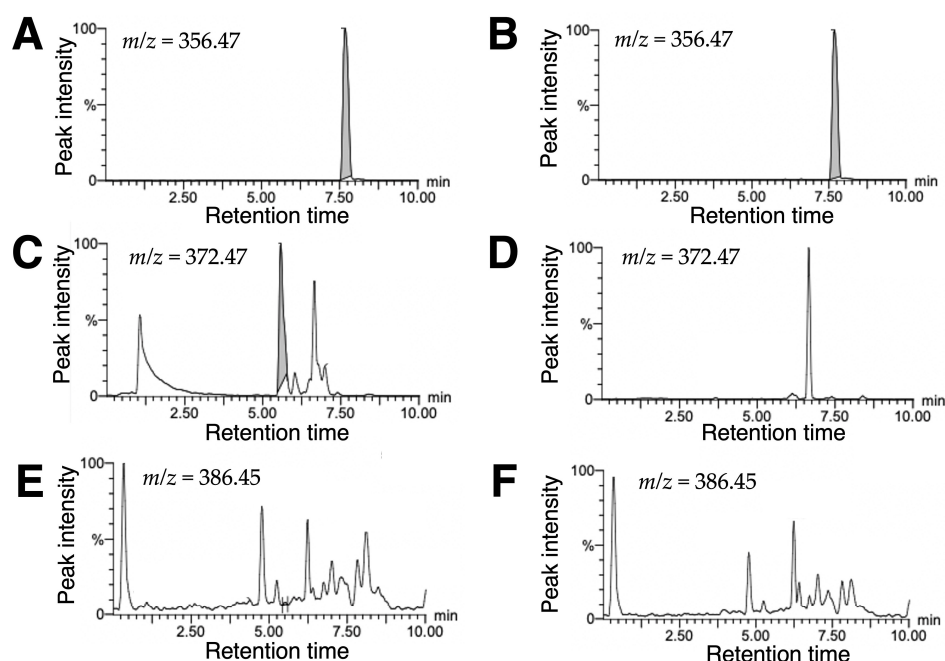 A
Peak intensity
100
%
0
m/z = 356.47
2.50 5.00 7.50 10.00 min
Retention time
B
Peak intensity
100
%
0
m/z = 356.47
2.50 5.00 7.50 10.00 min
Retention time
C
Peak intensity
100
%
0
m/z = 372.47
2.50 5.00 7.50 10.00 min
Retention time
D
Peak intensity
100
%
0
m/z = 372.47
2.50 5.00 7.50 10.00 min
Retention time
E
Peak intensity
100
%
0
m/z = 386.45
2.50 5.00 7.50 10.00 min
Retention time
F
Peak intensity
100
%
0
m/z = 386.45
2.50 5.00 7.50 10.00 min
Retention time